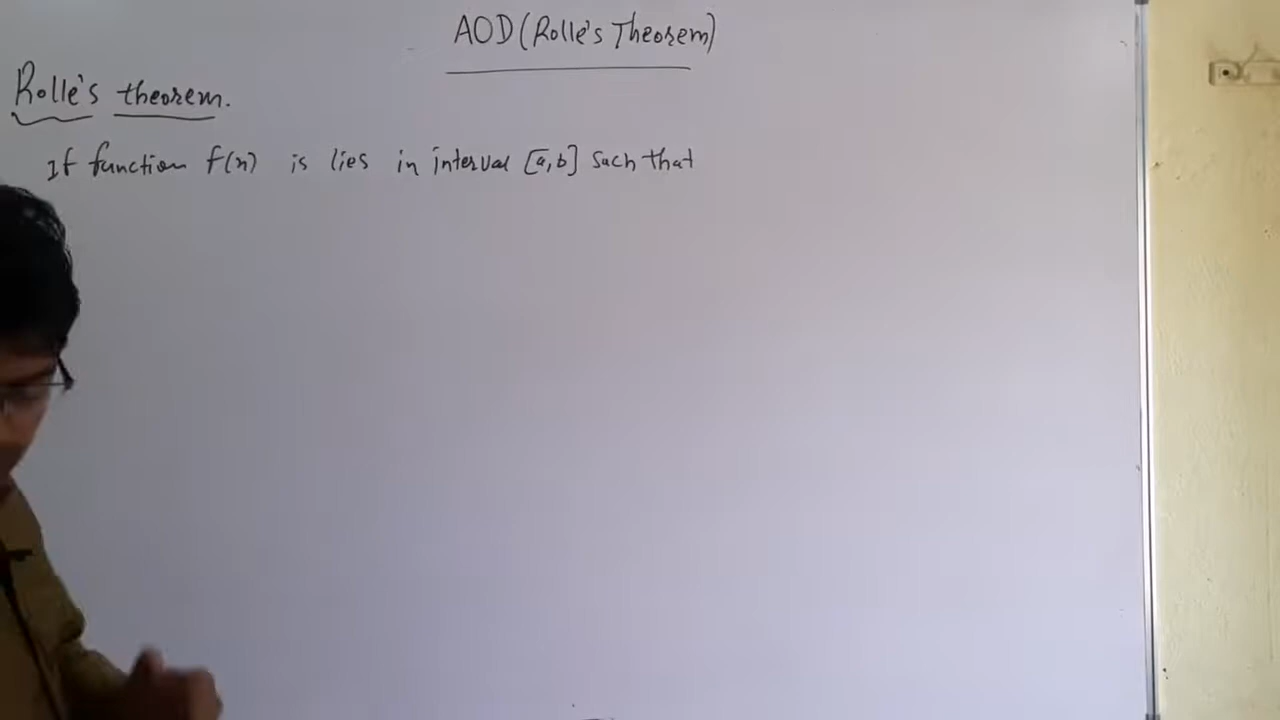 AOD (Rolle's Theorem)
Rolle's theorem.
If function f(x) is lies in interval [a,b] such that